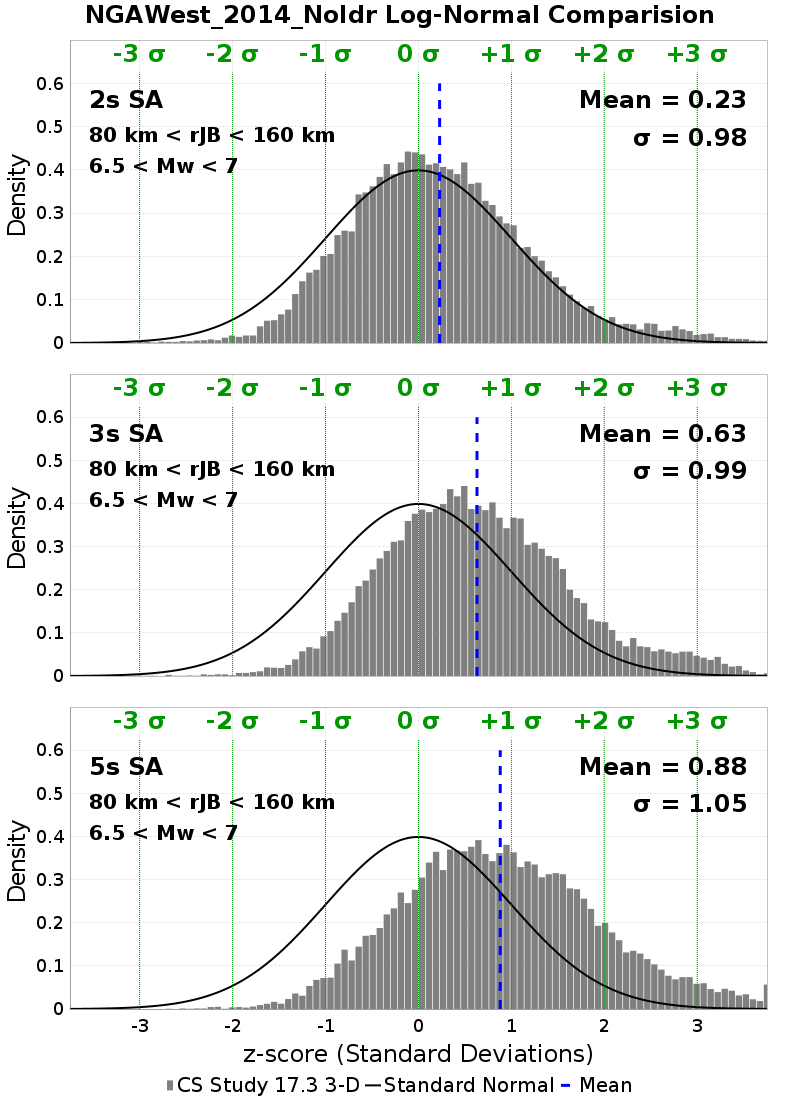 NGAWest_2014_NoIdr Log-Normal Comparision
-3 σ -2 σ -1 σ 0 σ +1 σ +2 σ +3 σ
2s SA
Mean = 0.23
80 km < rJB < 160 km
σ = 0.98
6.5 < Mw < 7
Density
0.6
0.5
0.4
0.3
0.2
0.1
0
-3 σ -2 σ -1 σ 0 σ +1 σ +2 σ +3 σ
3s SA
Mean = 0.63
80 km < rJB < 160 km
σ = 0.99
6.5 < Mw < 7
Density
0.6
0.5
0.4
0.3
0.2
0.1
0
-3 σ -2 σ -1 σ 0 σ +1 σ +2 σ +3 σ
5s SA
Mean = 0.88
80 km < rJB < 160 km
σ = 1.05
6.5 < Mw < 7
Density
0.6
0.5
0.4
0.3
0.2
0.1
0
-3 -2 -1 0 1 2 3
z-score (Standard Deviations)
CS Study 17.3 3-D Standard Normal Mean